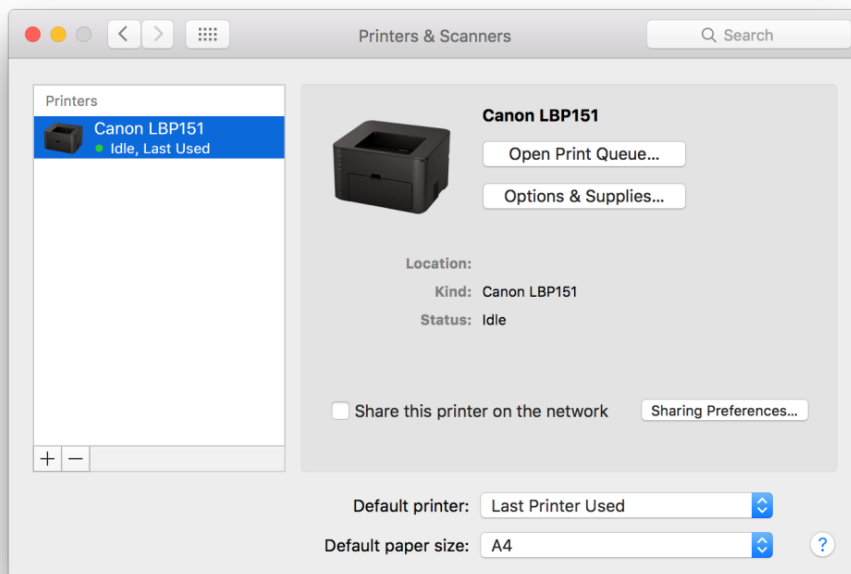 Printers & Scanners
Search
Printers
Canon LBP151
Idle, Last Used
Canon LBP151
Open Print Queue...
Options & Supplies...
Location:
Kind: Canon LBP151
Status: Idle
Share this printer on the network
Sharing Preferences...
Default printer: Last Printer Used
Default paper size: A4
?